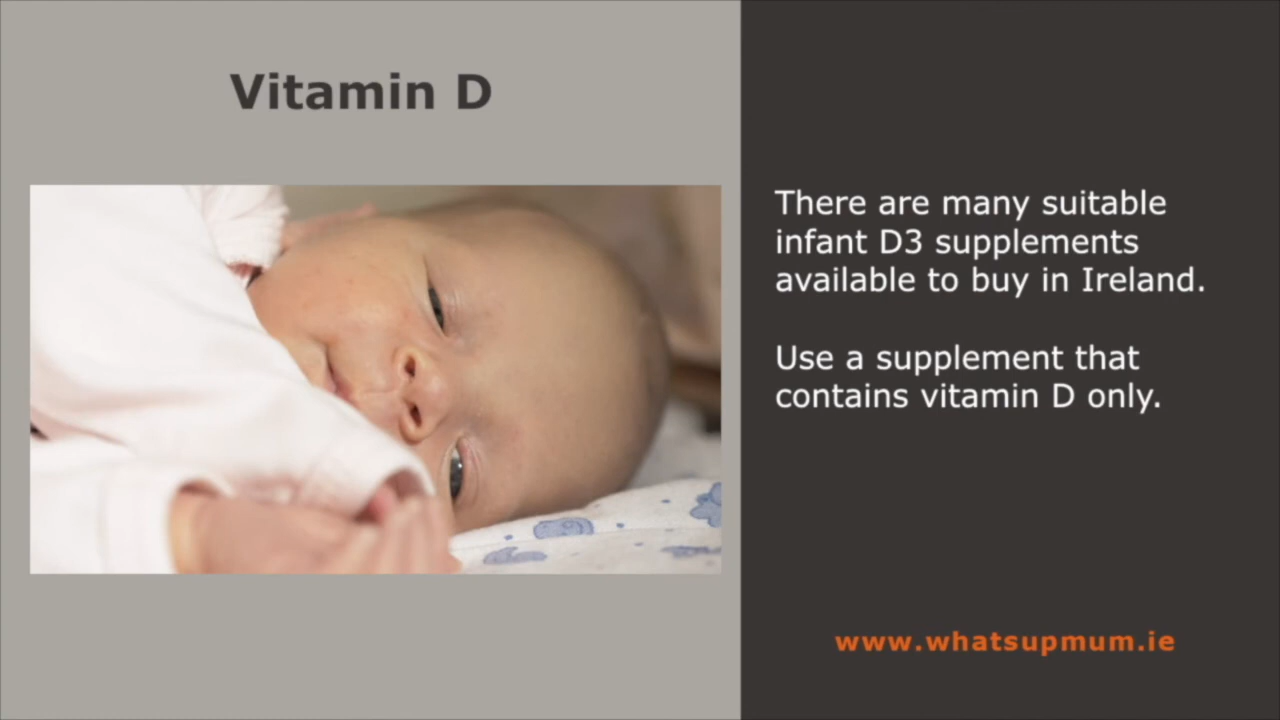 Vitamin D
There are many suitable
infant D3 supplements
available to buy in Ireland.
Use a supplement that
contains vitamin D only.
www.whatsupmum.ie